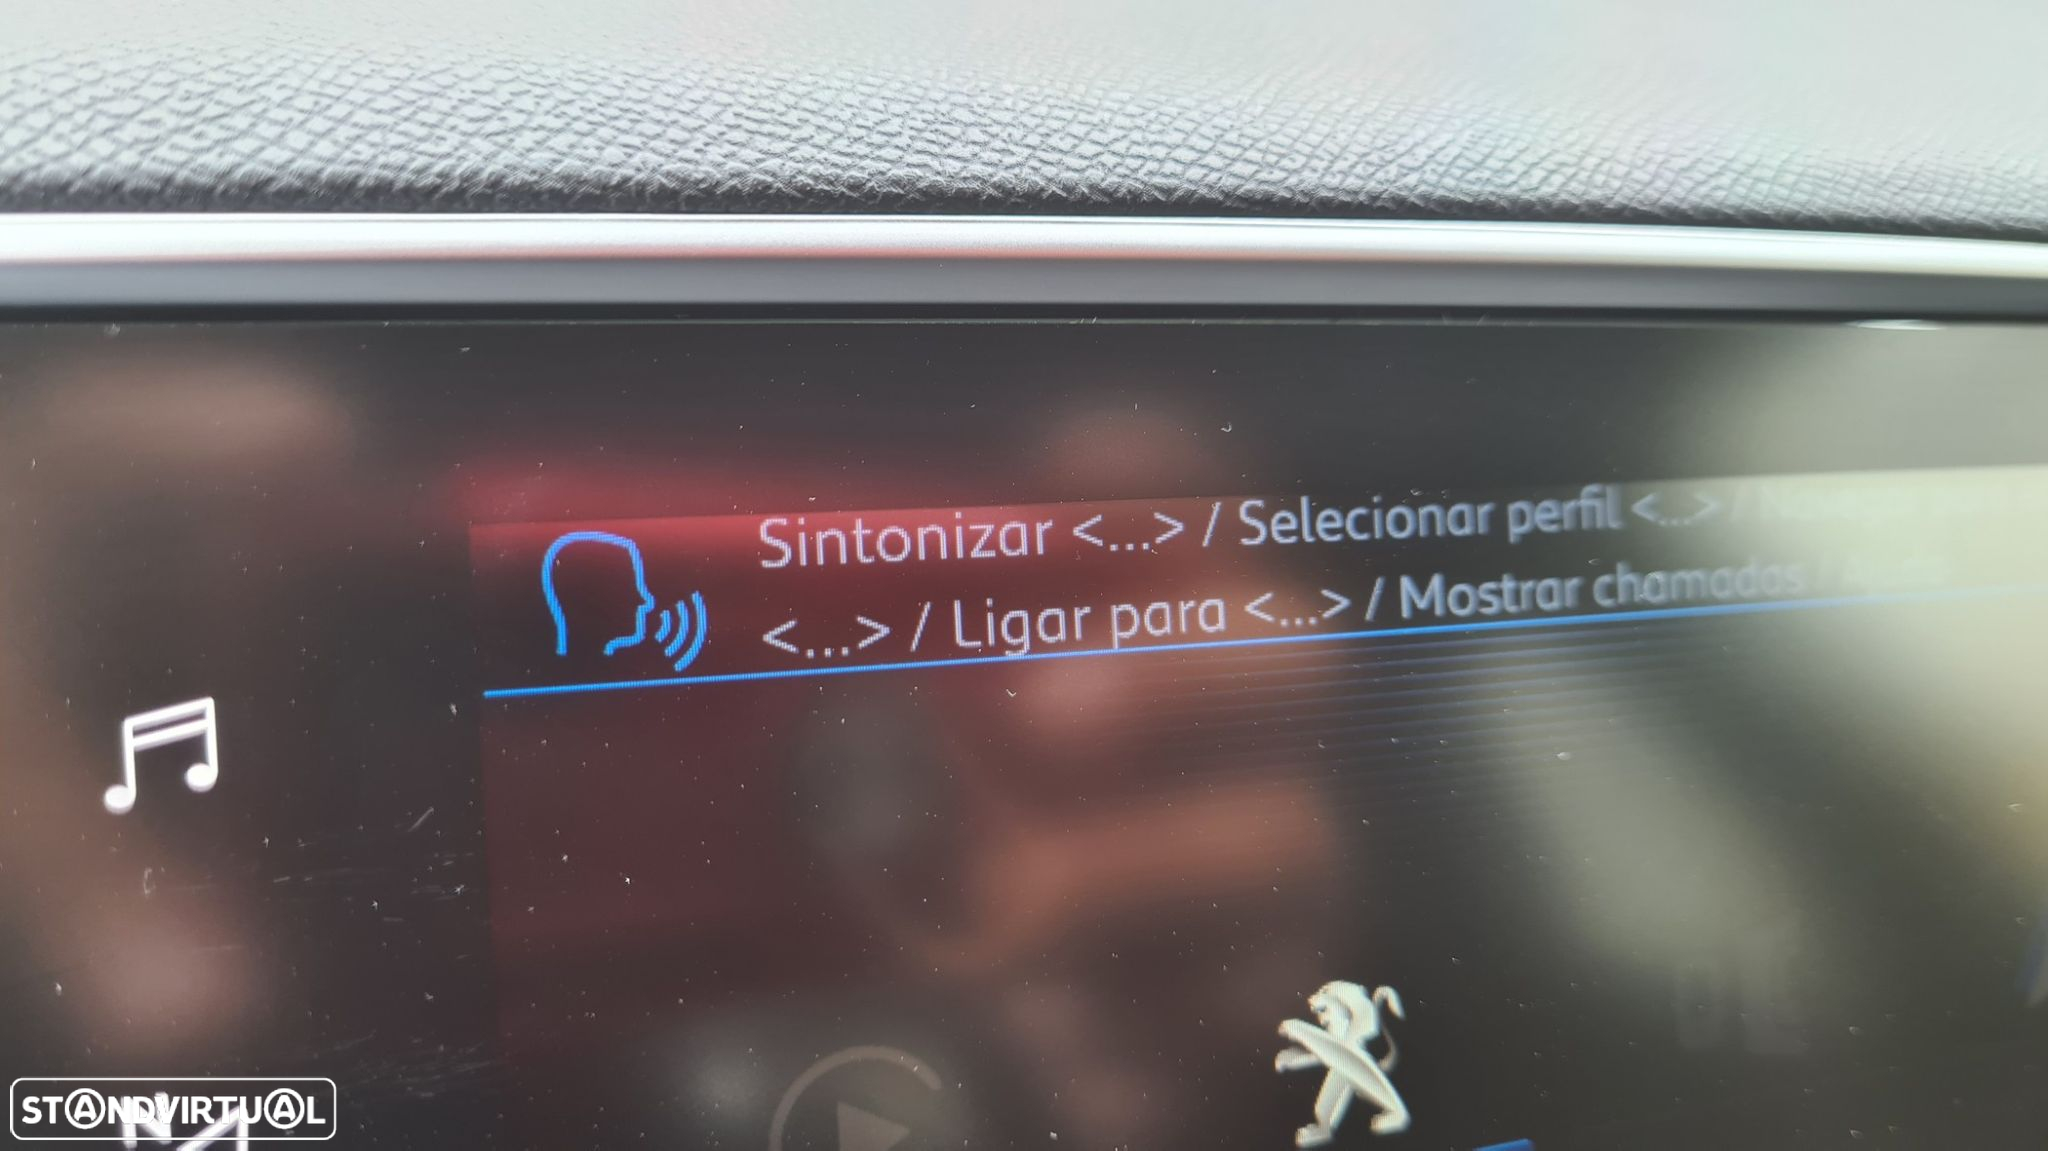 Sintonizar <...> / Selecionar perfil <...> /
<...> / Ligar para <...> / Mostrar chamadas /
STANDVIRTUAL